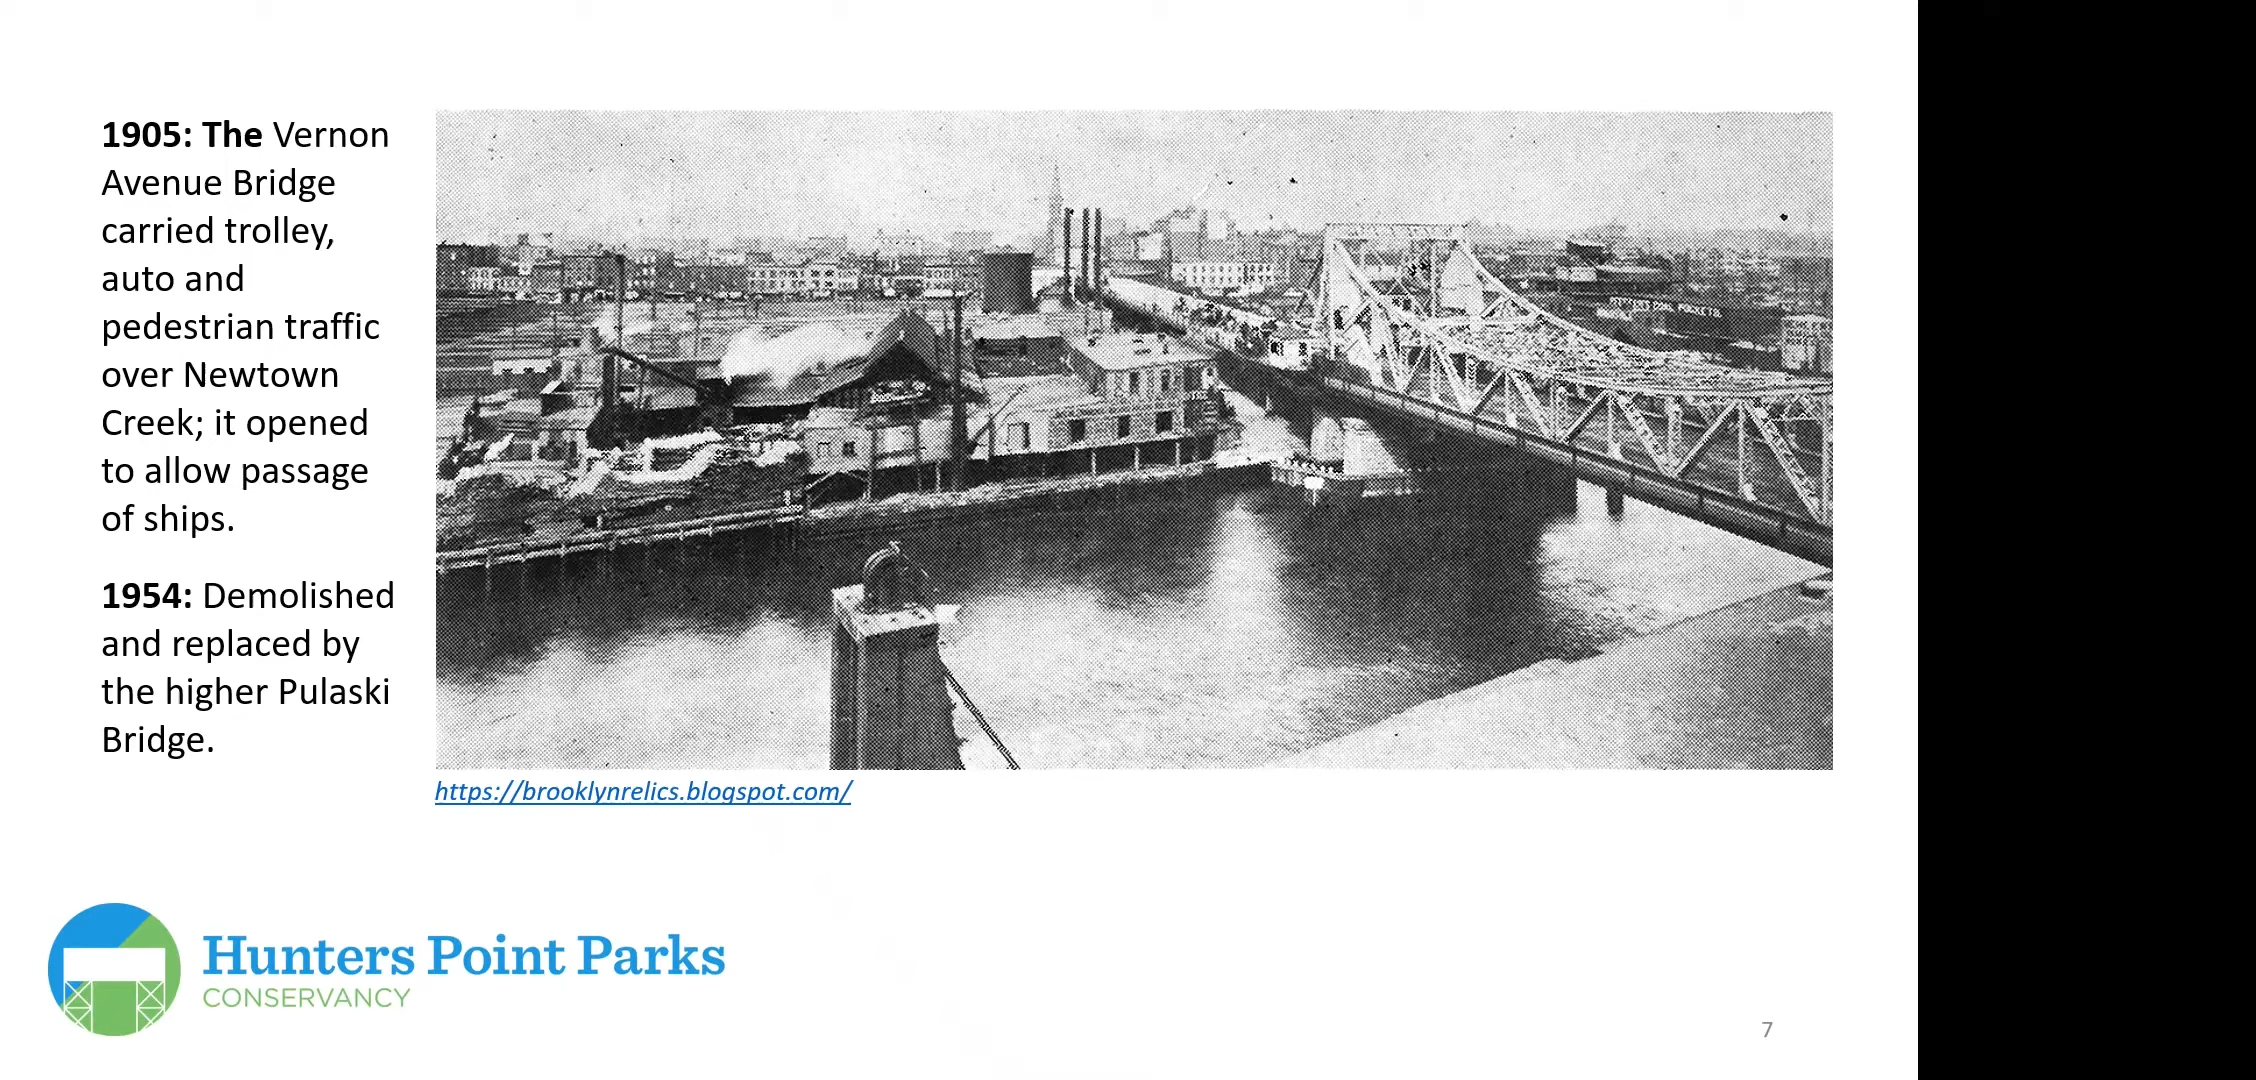 1905: The Vernon
Avenue Bridge
carried trolley,
auto and
pedestrian traffic
over Newtown
Creek; it opened
to allow passage
of ships.
1954: Demolished
and replaced by
the higher Pulaski
Bridge.
https://brooklynrelics.blogspot.com/
Hunters Point Parks
CONSERVANCY
7